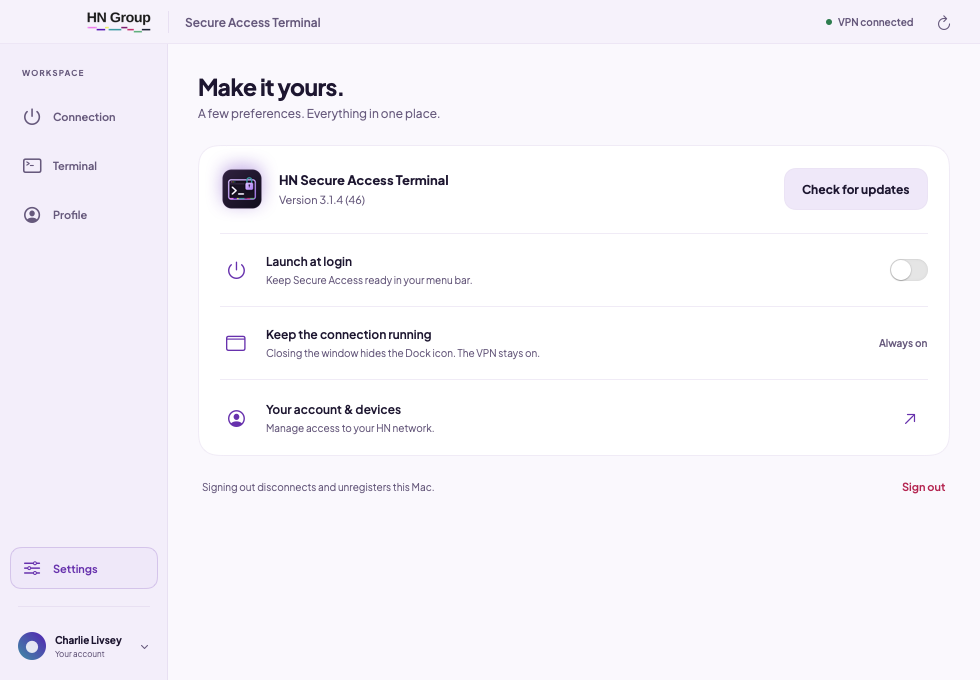 HN Group
Secure Access Terminal
VPN connected
WORKSPACE
Connection
Terminal
Profile
Settings
Charlie Livsey
Your account
Make it yours.
A few preferences. Everything in one place.
HN Secure Access Terminal
Version 3.1.4 (46)
Check for updates
Launch at login
Keep Secure Access ready in your menu bar.
Keep the connection running
Closing the window hides the Dock icon. The VPN stays on.
Always on
Your account & devices
Manage access to your HN network.
Signing out disconnects and unregisters this Mac.
Sign out